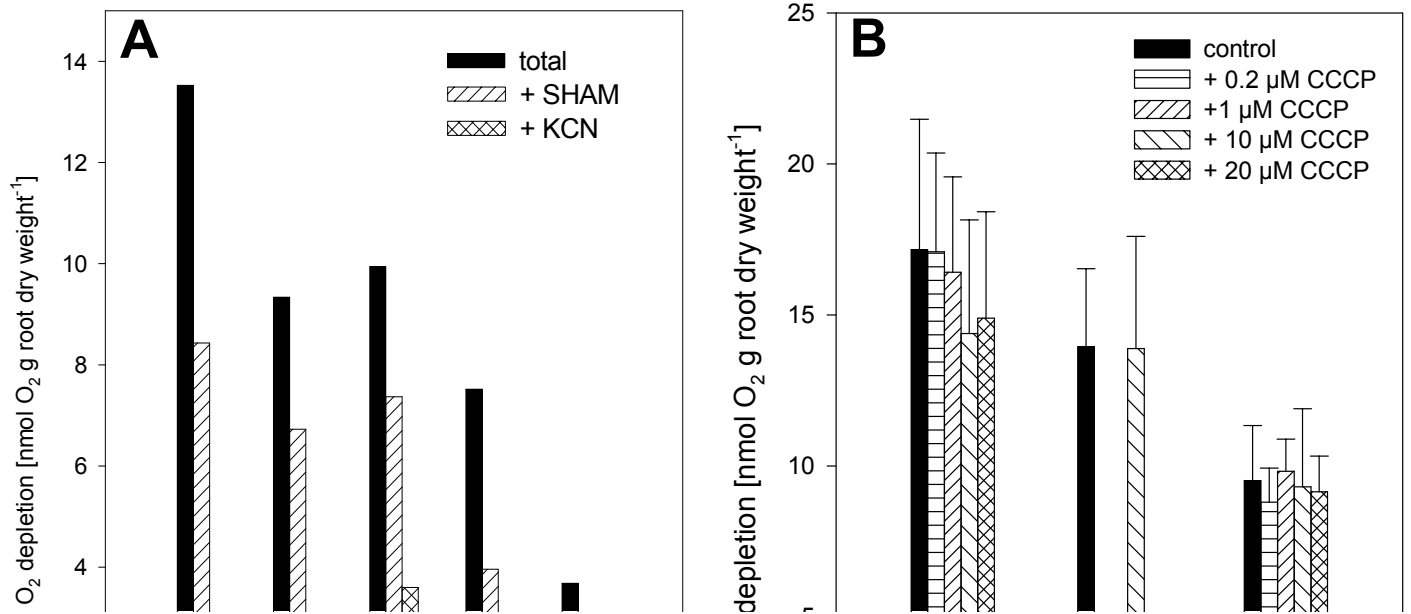 A
total
+ SHAM
+ KCN
14
12
10
8
6
4
O₂ depletion [nmol O₂ g root dry weight⁻¹]
B
control
+ 0.2 µM CCCP
+1 µM CCCP
+ 10 µM CCCP
+ 20 µM CCCP
25
20
15
10
depletion [nmol O₂ g root dry weight⁻¹]